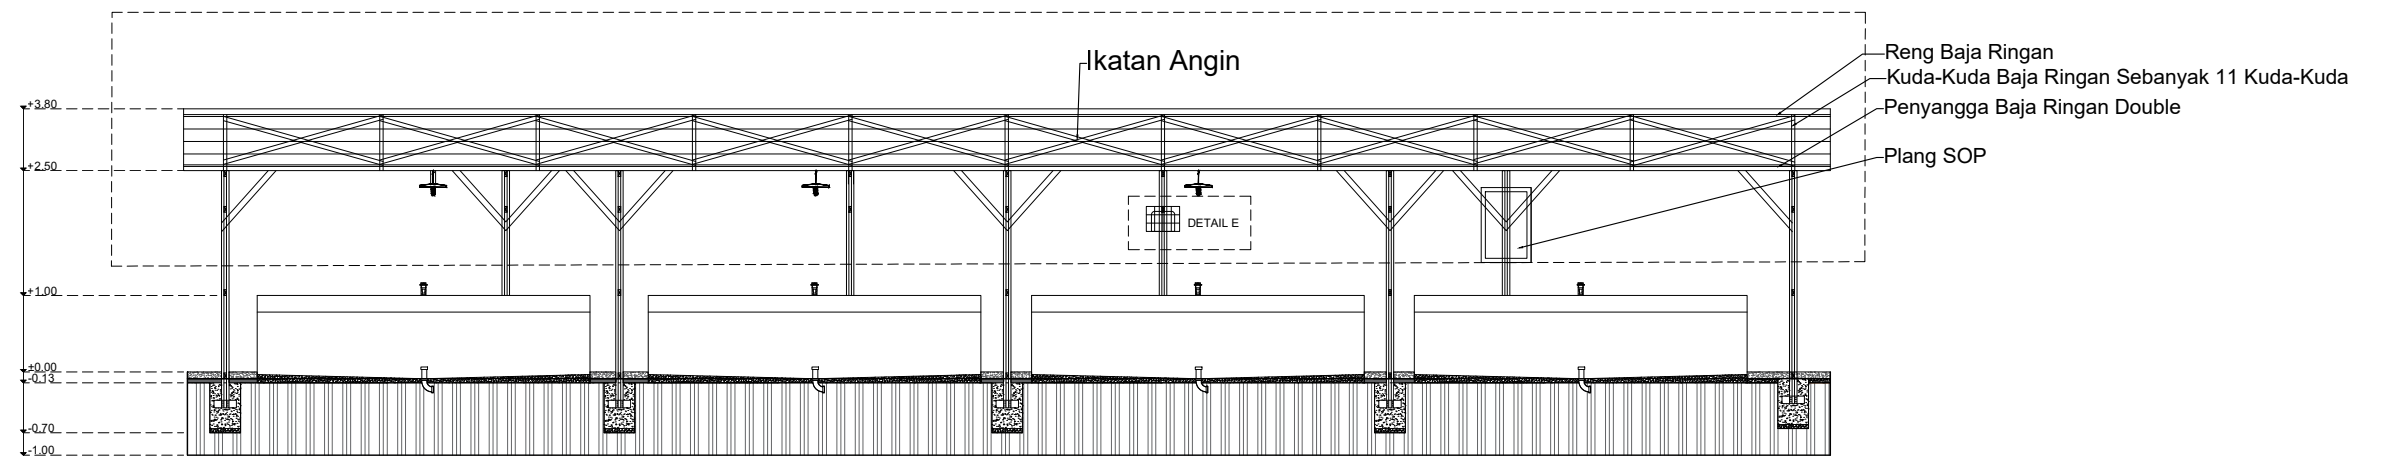 Ikatan Angin
Reng Baja Ringan
Kuda-Kuda Baja Ringan Sebanyak 11 Kuda-Kuda
Penyangga Baja Ringan Double
Plang SOP
DETAIL E
+3.80
+2.50
+1.00
±0.00
-0.13
-0.70
-1.00